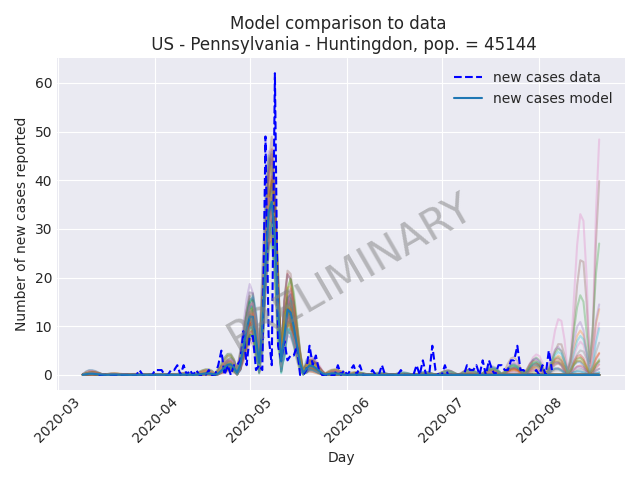 Model comparison to data
US - Pennsylvania - Huntingdon, pop. = 45144
new cases data
new cases model
Number of new cases reported
60
50
40
30
20
10
0
PRELIMINARY
2020-03
2020-04
2020-05
2020-06
2020-07
2020-08
Day